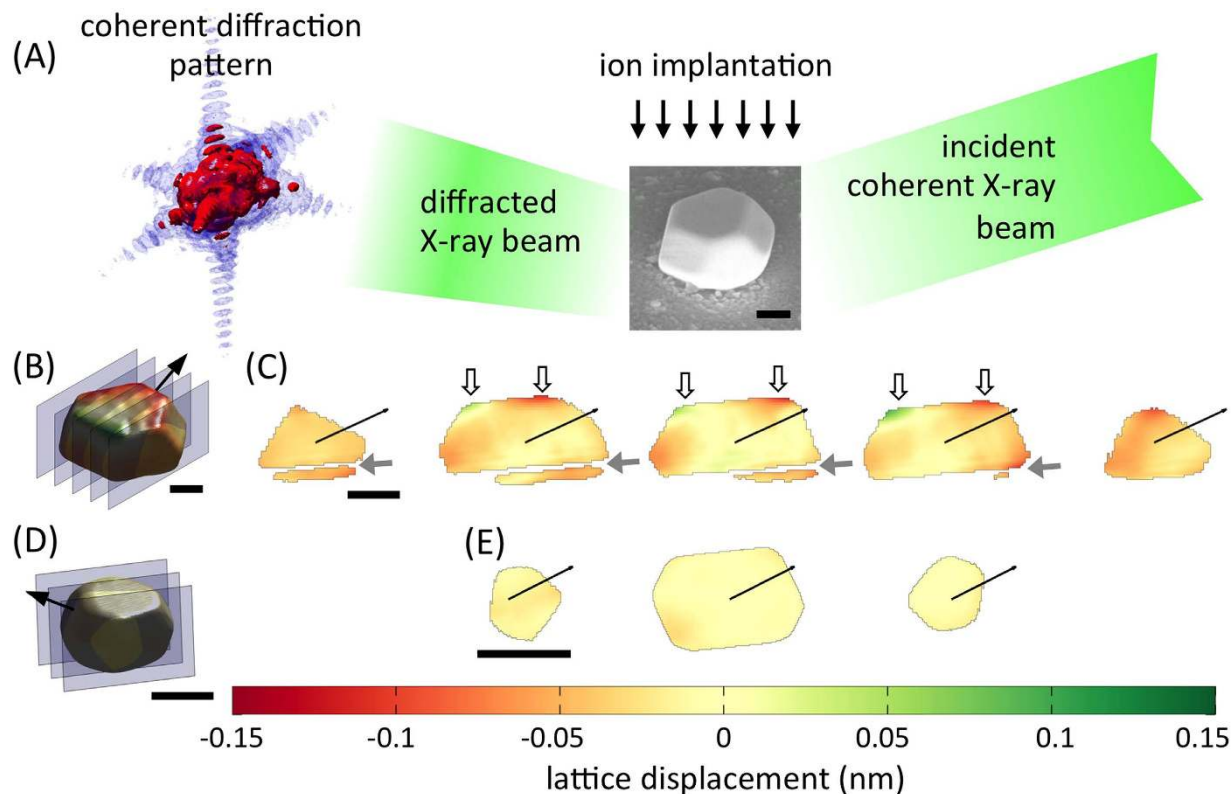 (A)
coherent diffraction
pattern
ion implantation
diffracted
X-ray beam
incident
coherent X-ray
beam
(B)
(C)
(D)
(E)
-0.15
-0.1
-0.05
0
0.05
0.1
0.15
lattice displacement (nm)